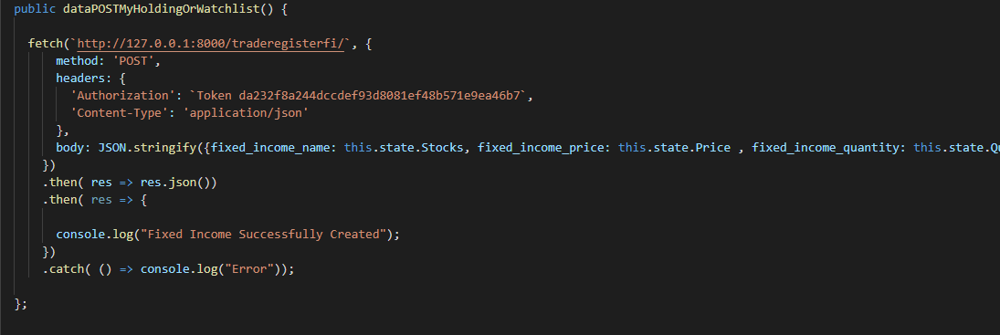 public dataPOSTMyHoldingOrWatchlist() {
fetch(`http://127.0.0.1:8000/traderegisterfi/`, {
method: 'POST',
headers: {
'Authorization': `Token da232f8a244dccdef93d8081ef48b571e9ea46b7`,
'Content-Type': 'application/json'
},
body: JSON.stringify({fixed_income_name: this.state.Stocks, fixed_income_price: this.state.Price , fixed_income_quantity: this.state.Qu
})
.then( res => res.json())
.then( res => {
console.log("Fixed Income Successfully Created");
})
.catch( () => console.log("Error"));
};